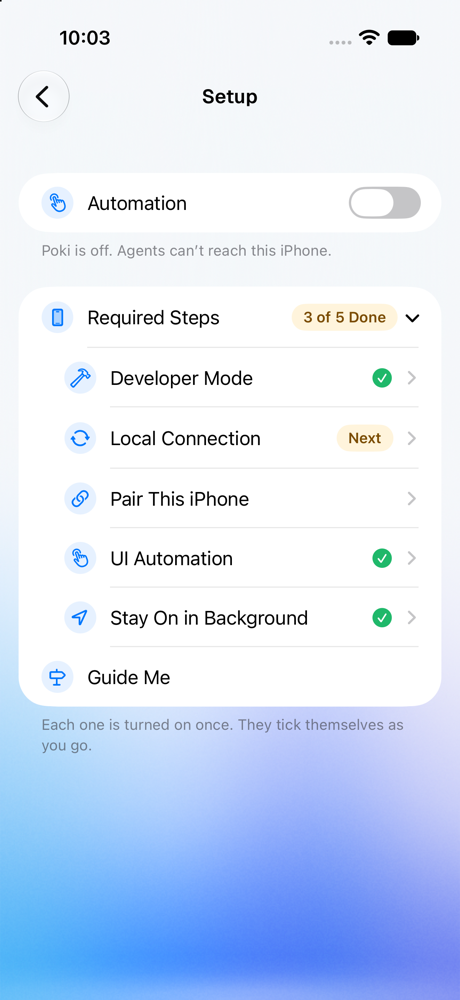 10:03
Setup
Automation
Poki is off. Agents can’t reach this iPhone.
Required Steps
3 of 5 Done
Developer Mode
Local Connection
Next
Pair This iPhone
UI Automation
Stay On in Background
Guide Me
Each one is turned on once. They tick themselves as
you go.